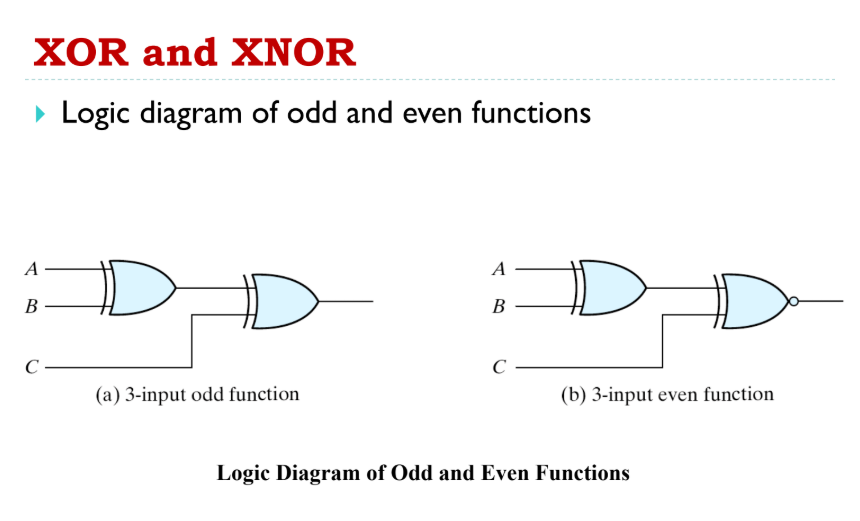 XOR and XNOR
Logic diagram of odd and even functions
A
B
C
(a) 3-input odd function
A
B
C
(b) 3-input even function
Logic Diagram of Odd and Even Functions